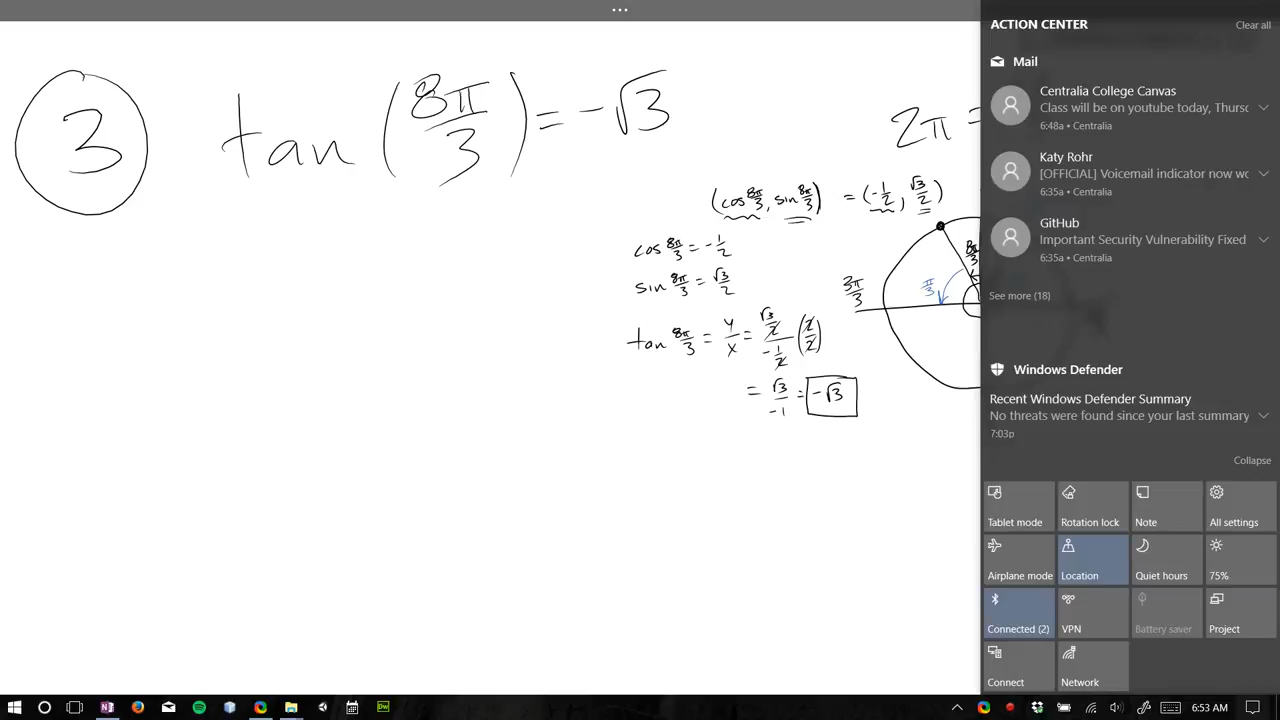 3
tan(8π/3) = -√3
2π =
(cos 8π/3, sin 8π/3) = (-1/2, √3/2)
cos 8π/3 = -1/2
sin 8π/3 = √3/2
3π/3
8π/3
π/3
tan 8π/3 = y/x = (√3/2)/(-1/2) (2/2)
= √3/-1 = -√3
ACTION CENTER
Clear all
Mail
Centralia College Canvas
Class will be on youtube today, Thursc
6:48a • Centralia
Katy Rohr
[OFFICIAL] Voicemail indicator now wo
6:35a • Centralia
GitHub
Important Security Vulnerability Fixed
6:35a • Centralia
See more (18)
Windows Defender
Recent Windows Defender Summary
No threats were found since your last summary
7:03p
Collapse
Tablet mode
Rotation lock
Note
All settings
Airplane mode
Location
Quiet hours
75%
Connected (2)
VPN
Battery saver
Project
Connect
Network
N
Dw
6:53 AM